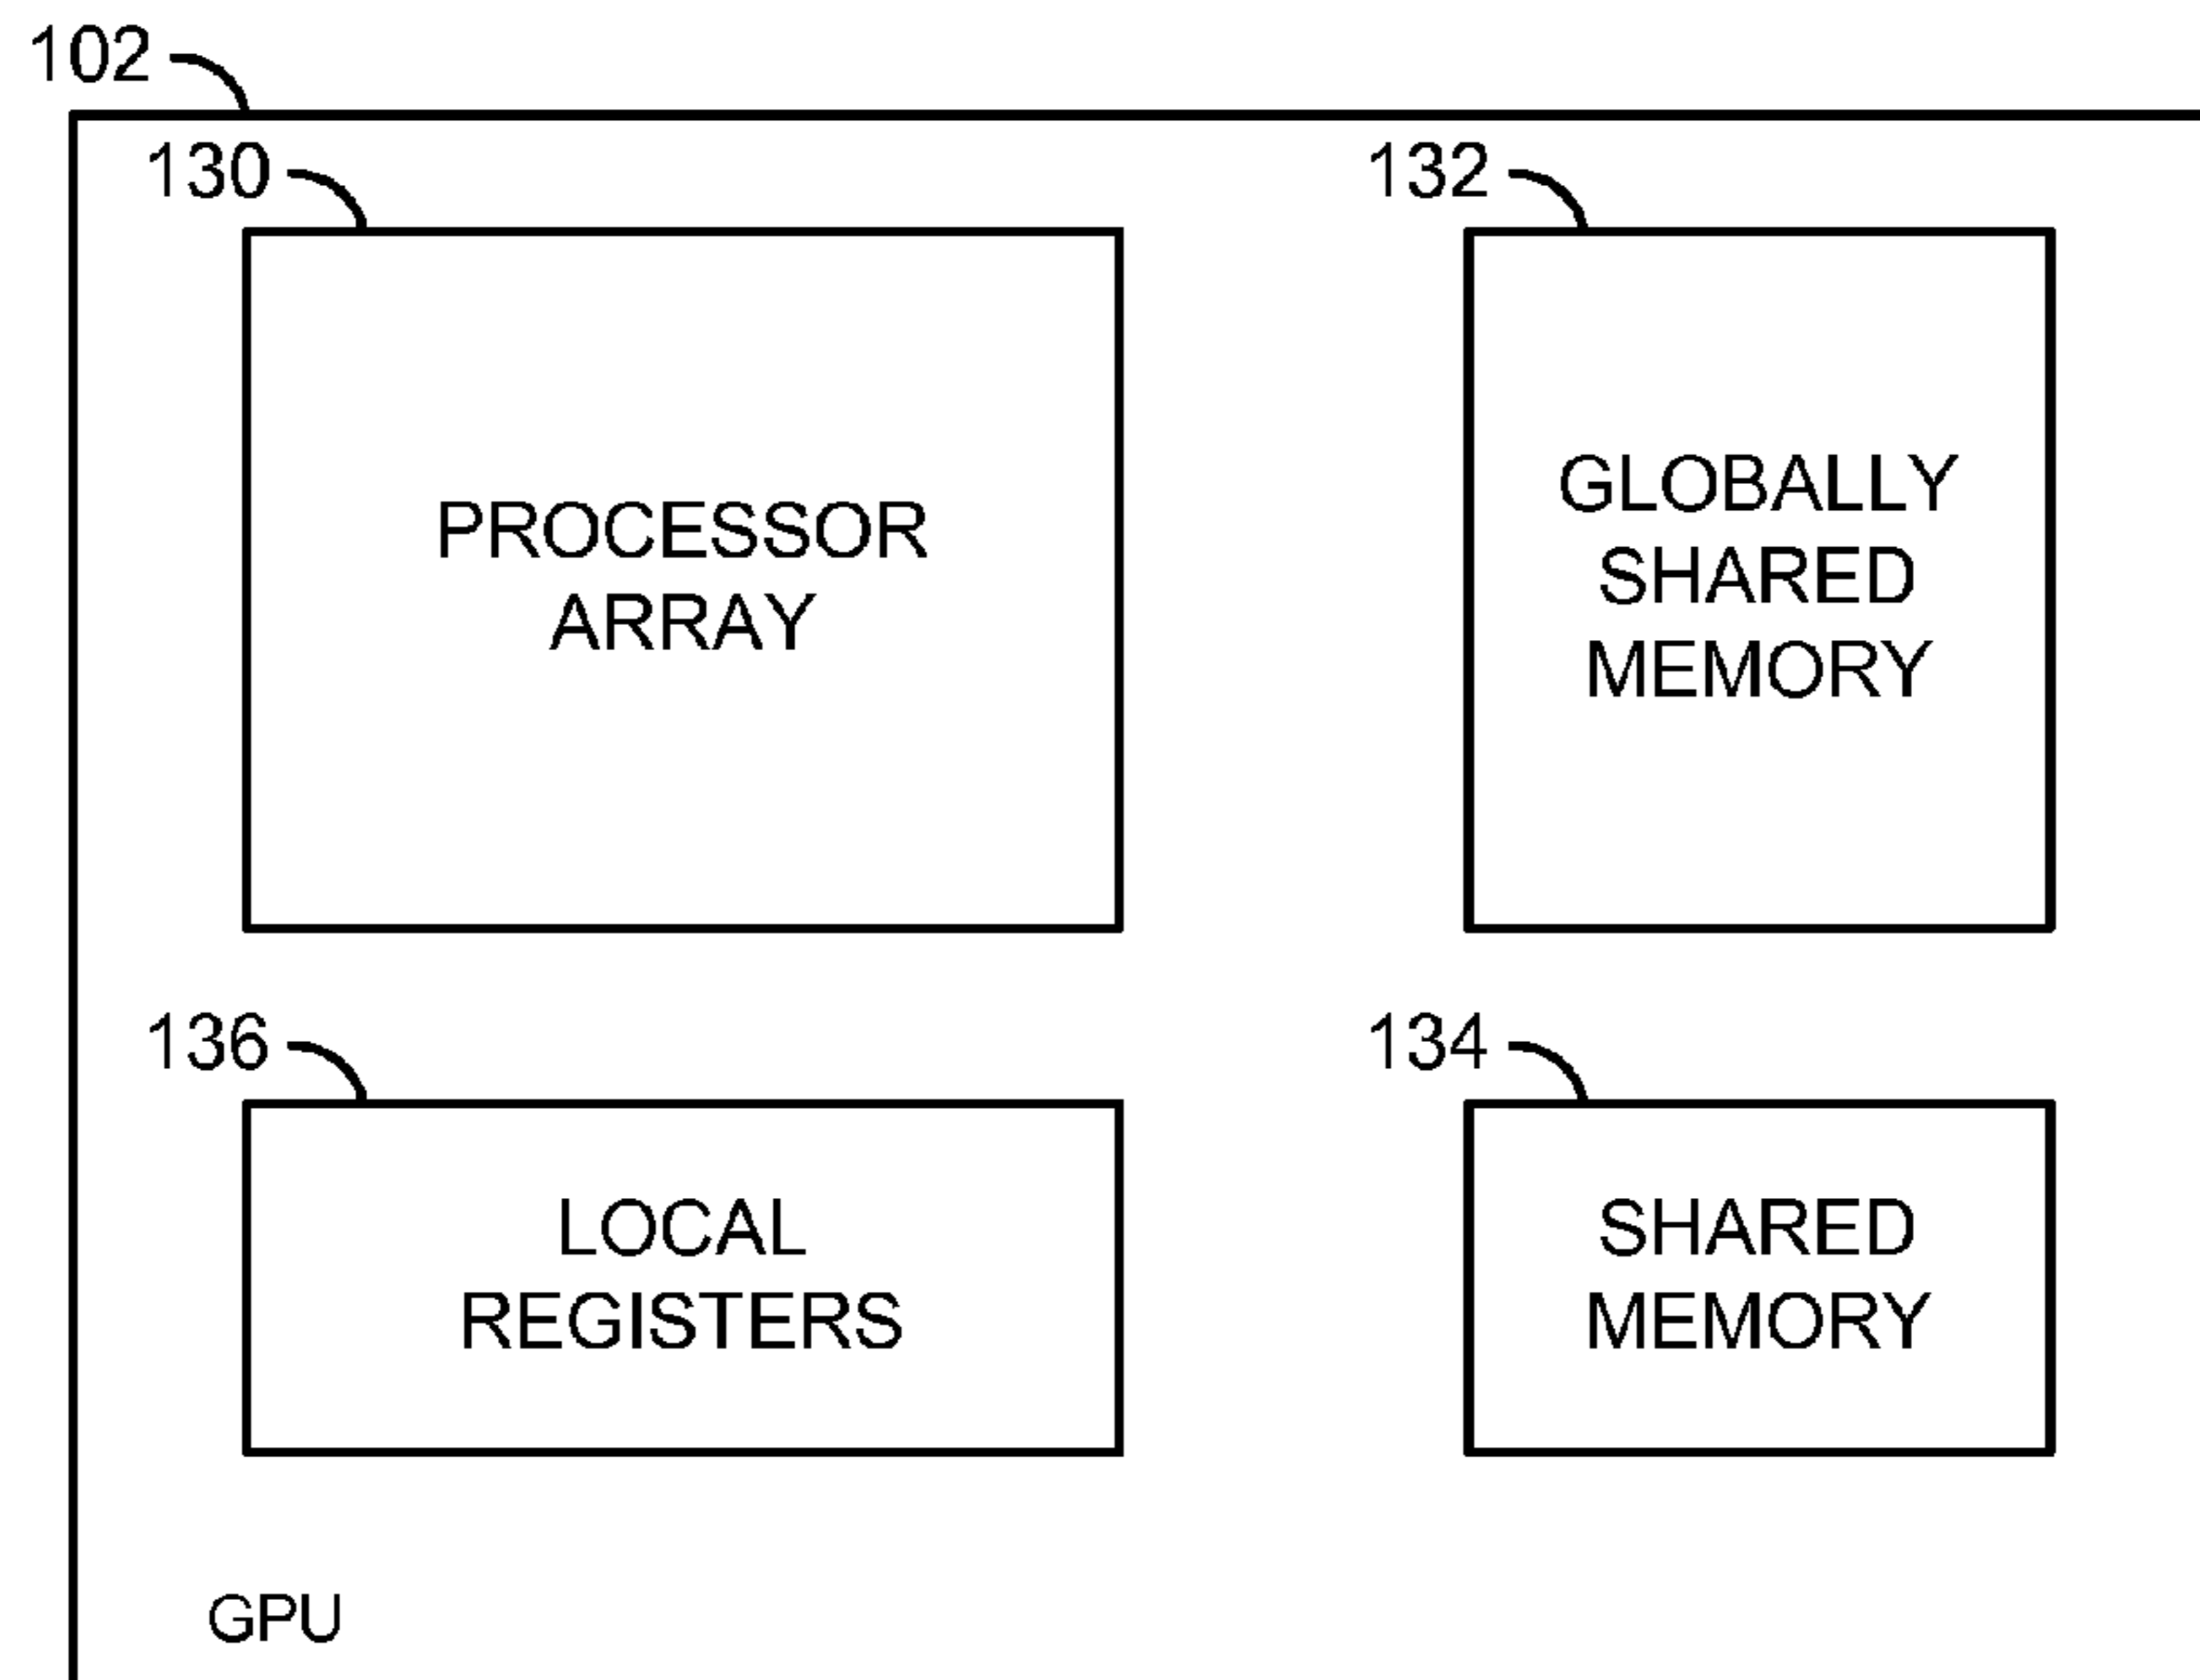 102
130
132
PROCESSOR
ARRAY
GLOBALLY
SHARED
MEMORY
136
134
LOCAL
REGISTERS
SHARED
MEMORY
GPU